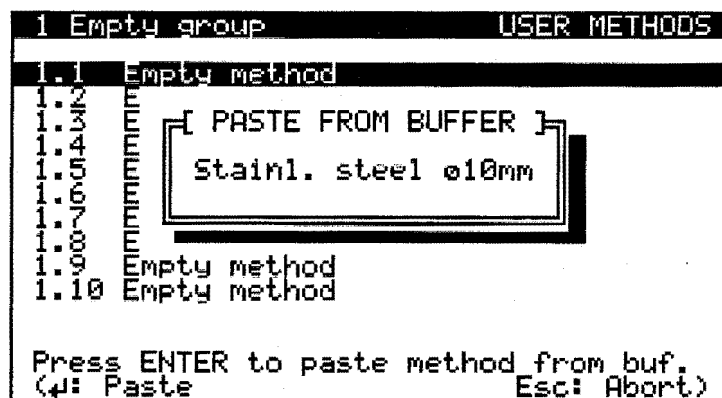 1 Empty group USER METHODS
1.1 Empty method
1.2 E
1.3 E
1.4 E
1.5 E
1.6 E
1.7 E
1.8 E
[ PASTE FROM BUFFER ]
Stainl. steel ø10mm
1.9 Empty method
1.10 Empty method
Press ENTER to paste method from buf.
(↵: Paste Esc: Abort)